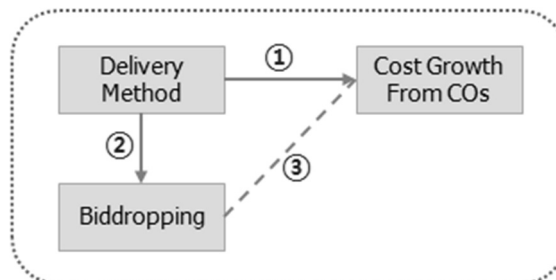 Delivery
Method
①
Cost Growth
From COs
②
③
Biddropping